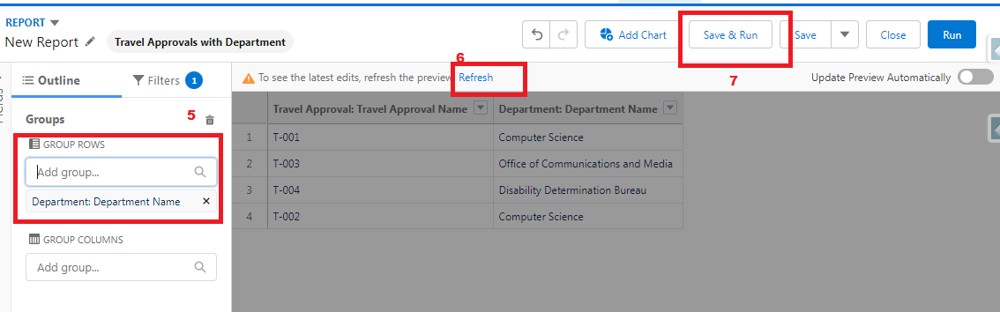 REPORT
New Report
Travel Approvals with Department
Add Chart
Save & Run
Save
Close
Run
6
7
Fields
Outline
Filters 1
To see the latest edits, refresh the preview.
Refresh
Update Preview Automatically
Groups
5
GROUP ROWS
Add group...
Department: Department Name
GROUP COLUMNS
Add group...
Travel Approval: Travel Approval Name Department: Department Name
1 T-001 Computer Science
2 T-003 Office of Communications and Media
3 T-004 Disability Determination Bureau
4 T-002 Computer Science